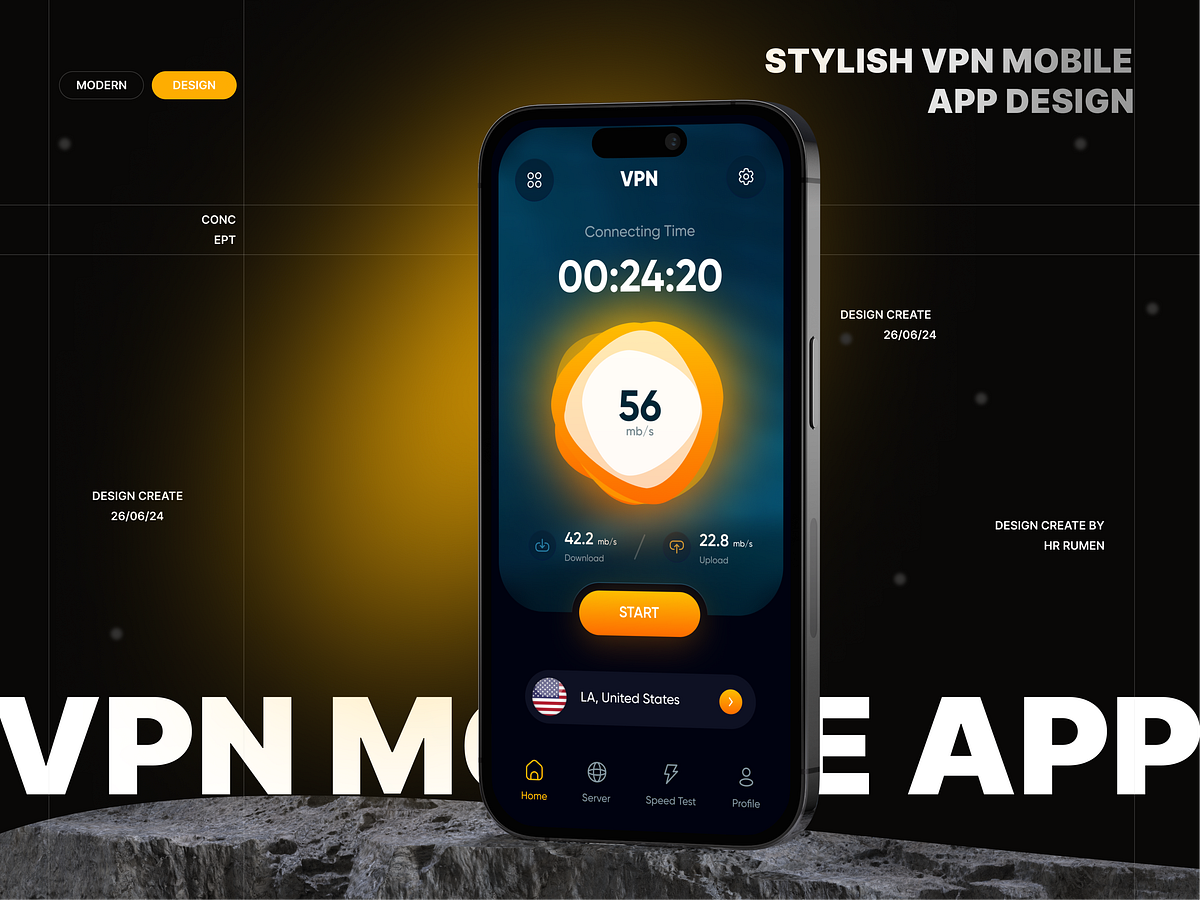 STYLISH VPN MOBILE
APP DESIGN
MODERN
DESIGN
CONC
EPT
VPN
Connecting Time
00:24:20
56
mb/s
42.2 mb/s
Download
22.8 mb/s
Upload
START
LA, United States
Home
Server
Speed Test
Profile
DESIGN CREATE
26/06/24
DESIGN CREATE
26/06/24
DESIGN CREATE BY
HR RUMEN
VPN M E APP